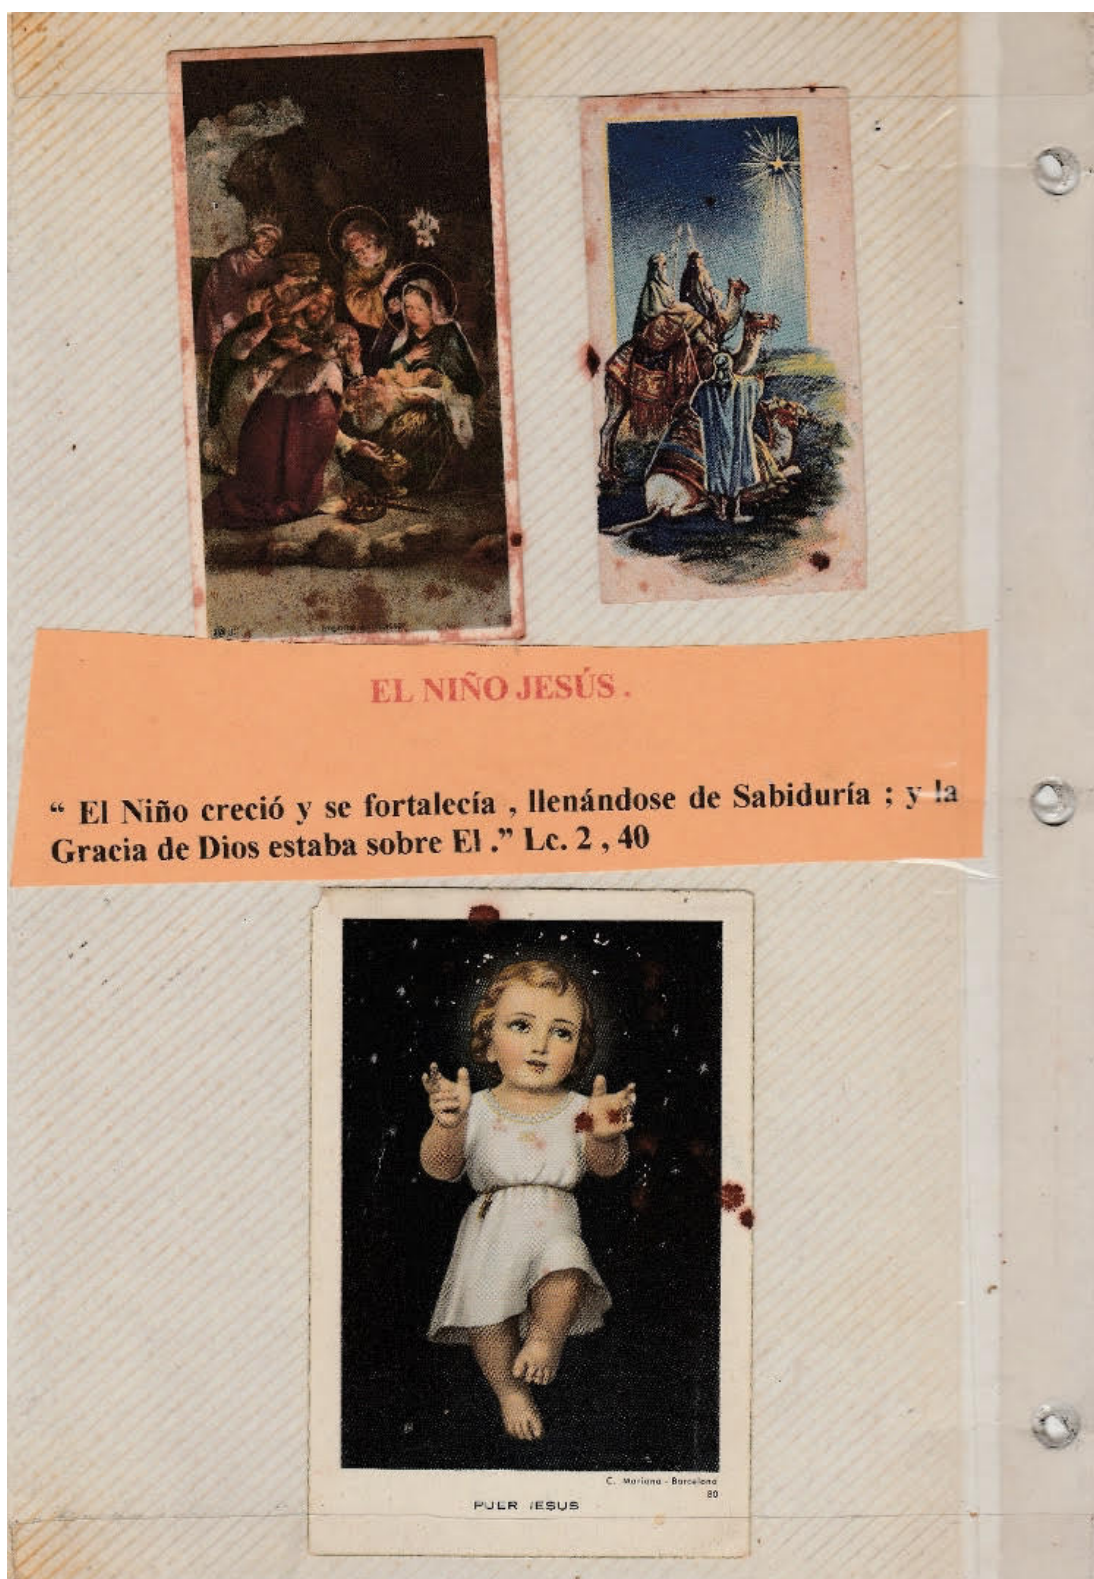 EL NIÑO JESÚS .
“ El Niño creció y se fortalecía , llenándose de Sabiduría ; y la
Gracia de Dios estaba sobre El .” Lc. 2 , 40
C. Mariana - Barcelona
80
PUER IESUS